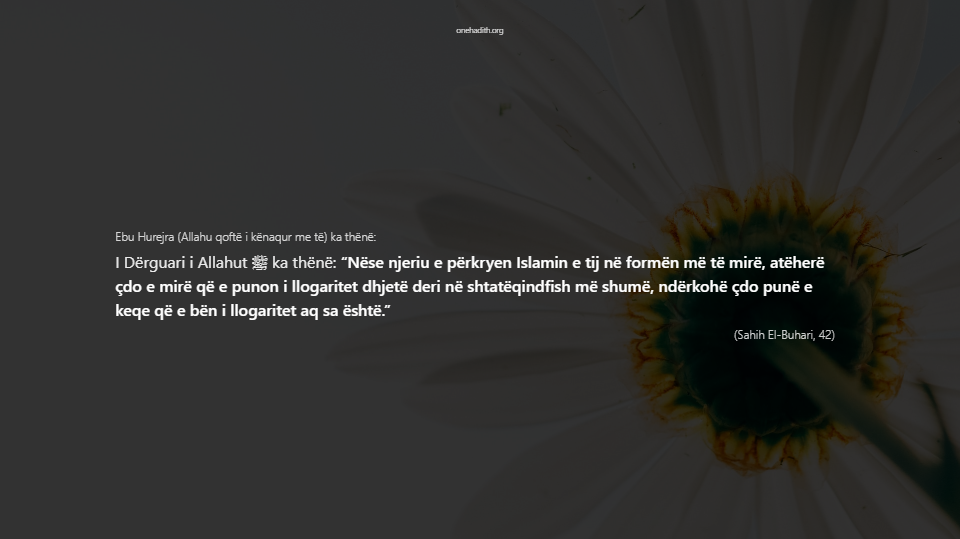 onehadith.org
Ebu Hurejra (Allahu qoftë i kënaqur me të) ka thënë:
I Dërguari i Allahut ﷺ ka thënë: “Nëse njeriu e përkryen Islamin e tij në formën më të mirë, atëherë
çdo e mirë që e punon i llogaritet dhjetë deri në shtatëqindfish më shumë, ndërkohë çdo punë e
keqe që e bën i llogaritet aq sa është.”
(Sahih El-Buhari, 42)